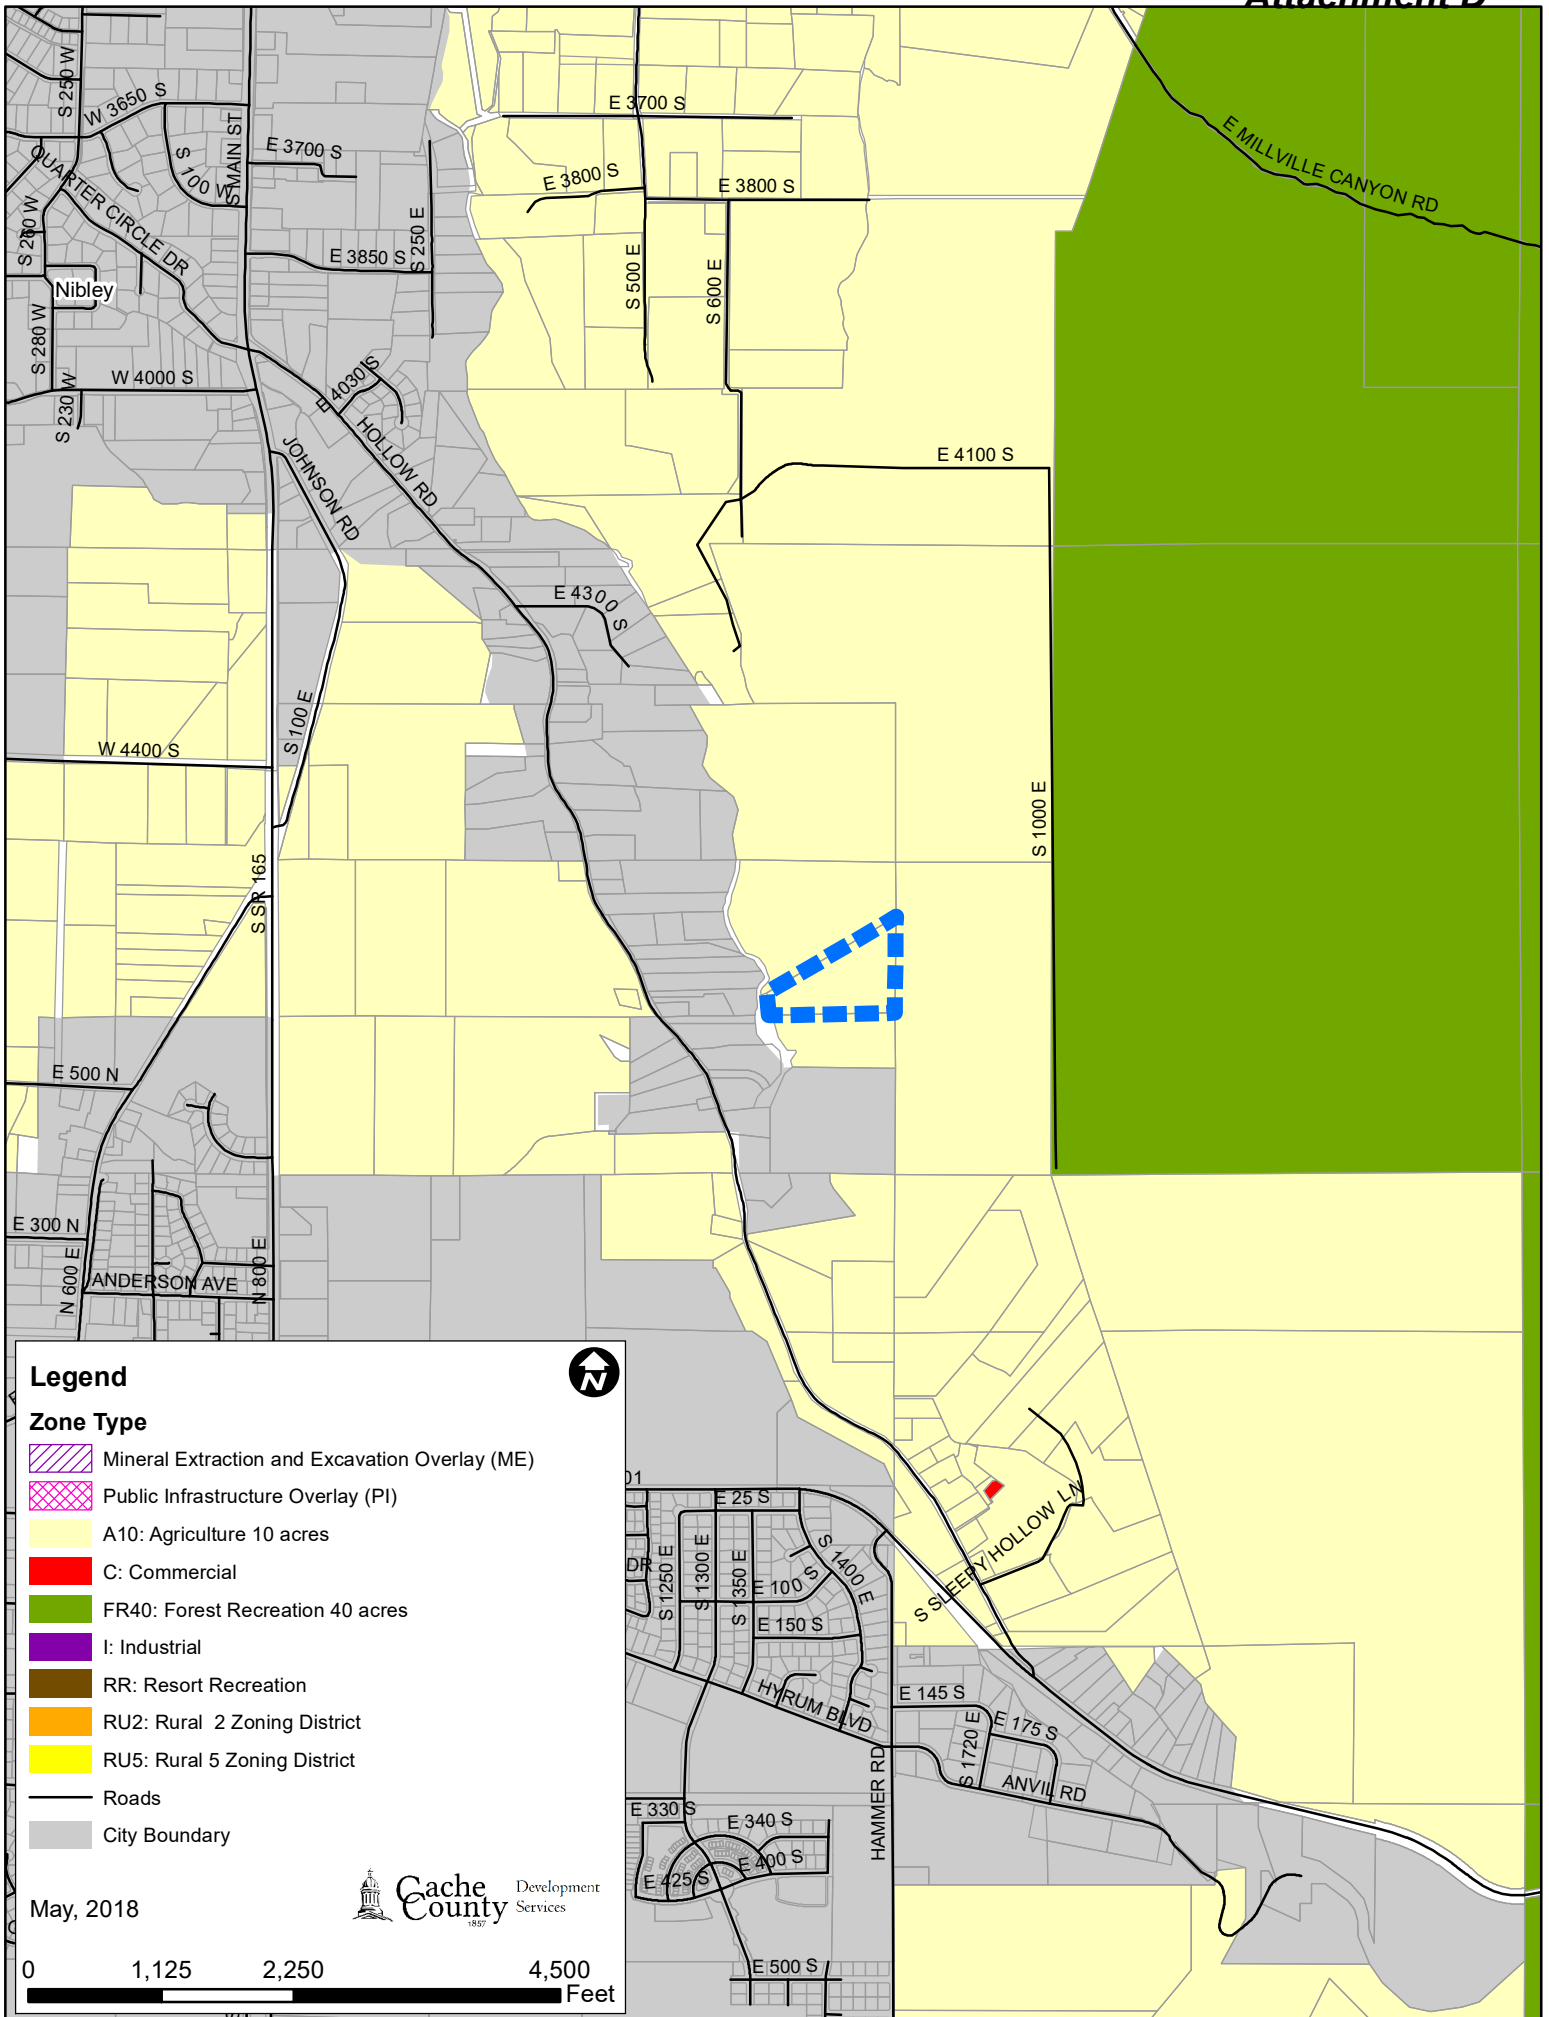 Attachment D
S 250 W
W 3650 S
S MAIN ST
E 3700 S
E 3700 S
E MILLVILLE CANYON RD
QUARTER CIRCLE DR
S 100 W
E 3800 S
E 3800 S
S 260 W
S 250 E
E 3850 S
S 500 E
S 600 E
Nibley
S 280 W
W 4000 S
S 230 W
E 4030 S
HOLLOW RD
JOHNSON RD
E 4100 S
E 4300 S
S 100 E
W 4400 S
S 1000 E
S SR 165
E 500 N
E 300 N
N 600 E
ANDERSON AVE
N 800 E
Legend
N
Zone Type
Mineral Extraction and Excavation Overlay (ME)
Public Infrastructure Overlay (PI)
A10: Agriculture 10 acres
C: Commercial
FR40: Forest Recreation 40 acres
I: Industrial
RR: Resort Recreation
RU2: Rural 2 Zoning District
RU5: Rural 5 Zoning District
Roads
City Boundary
May, 2018
Cache
County
1857
Development
Services
0 1,125 2,250 4,500
Feet
01
E 25 S
DR
S 1250 E
S 1300 E
S 1350 E
S 1400 E
E 100 S
E 150 S
S SLEEPY HOLLOW LN
HYRUM BLVD
E 145 S
E 175 S
S 1720 E
ANVIL RD
HAMMER RD
E 330 S
E 340 S
E 400 S
E 425 S
E 500 S